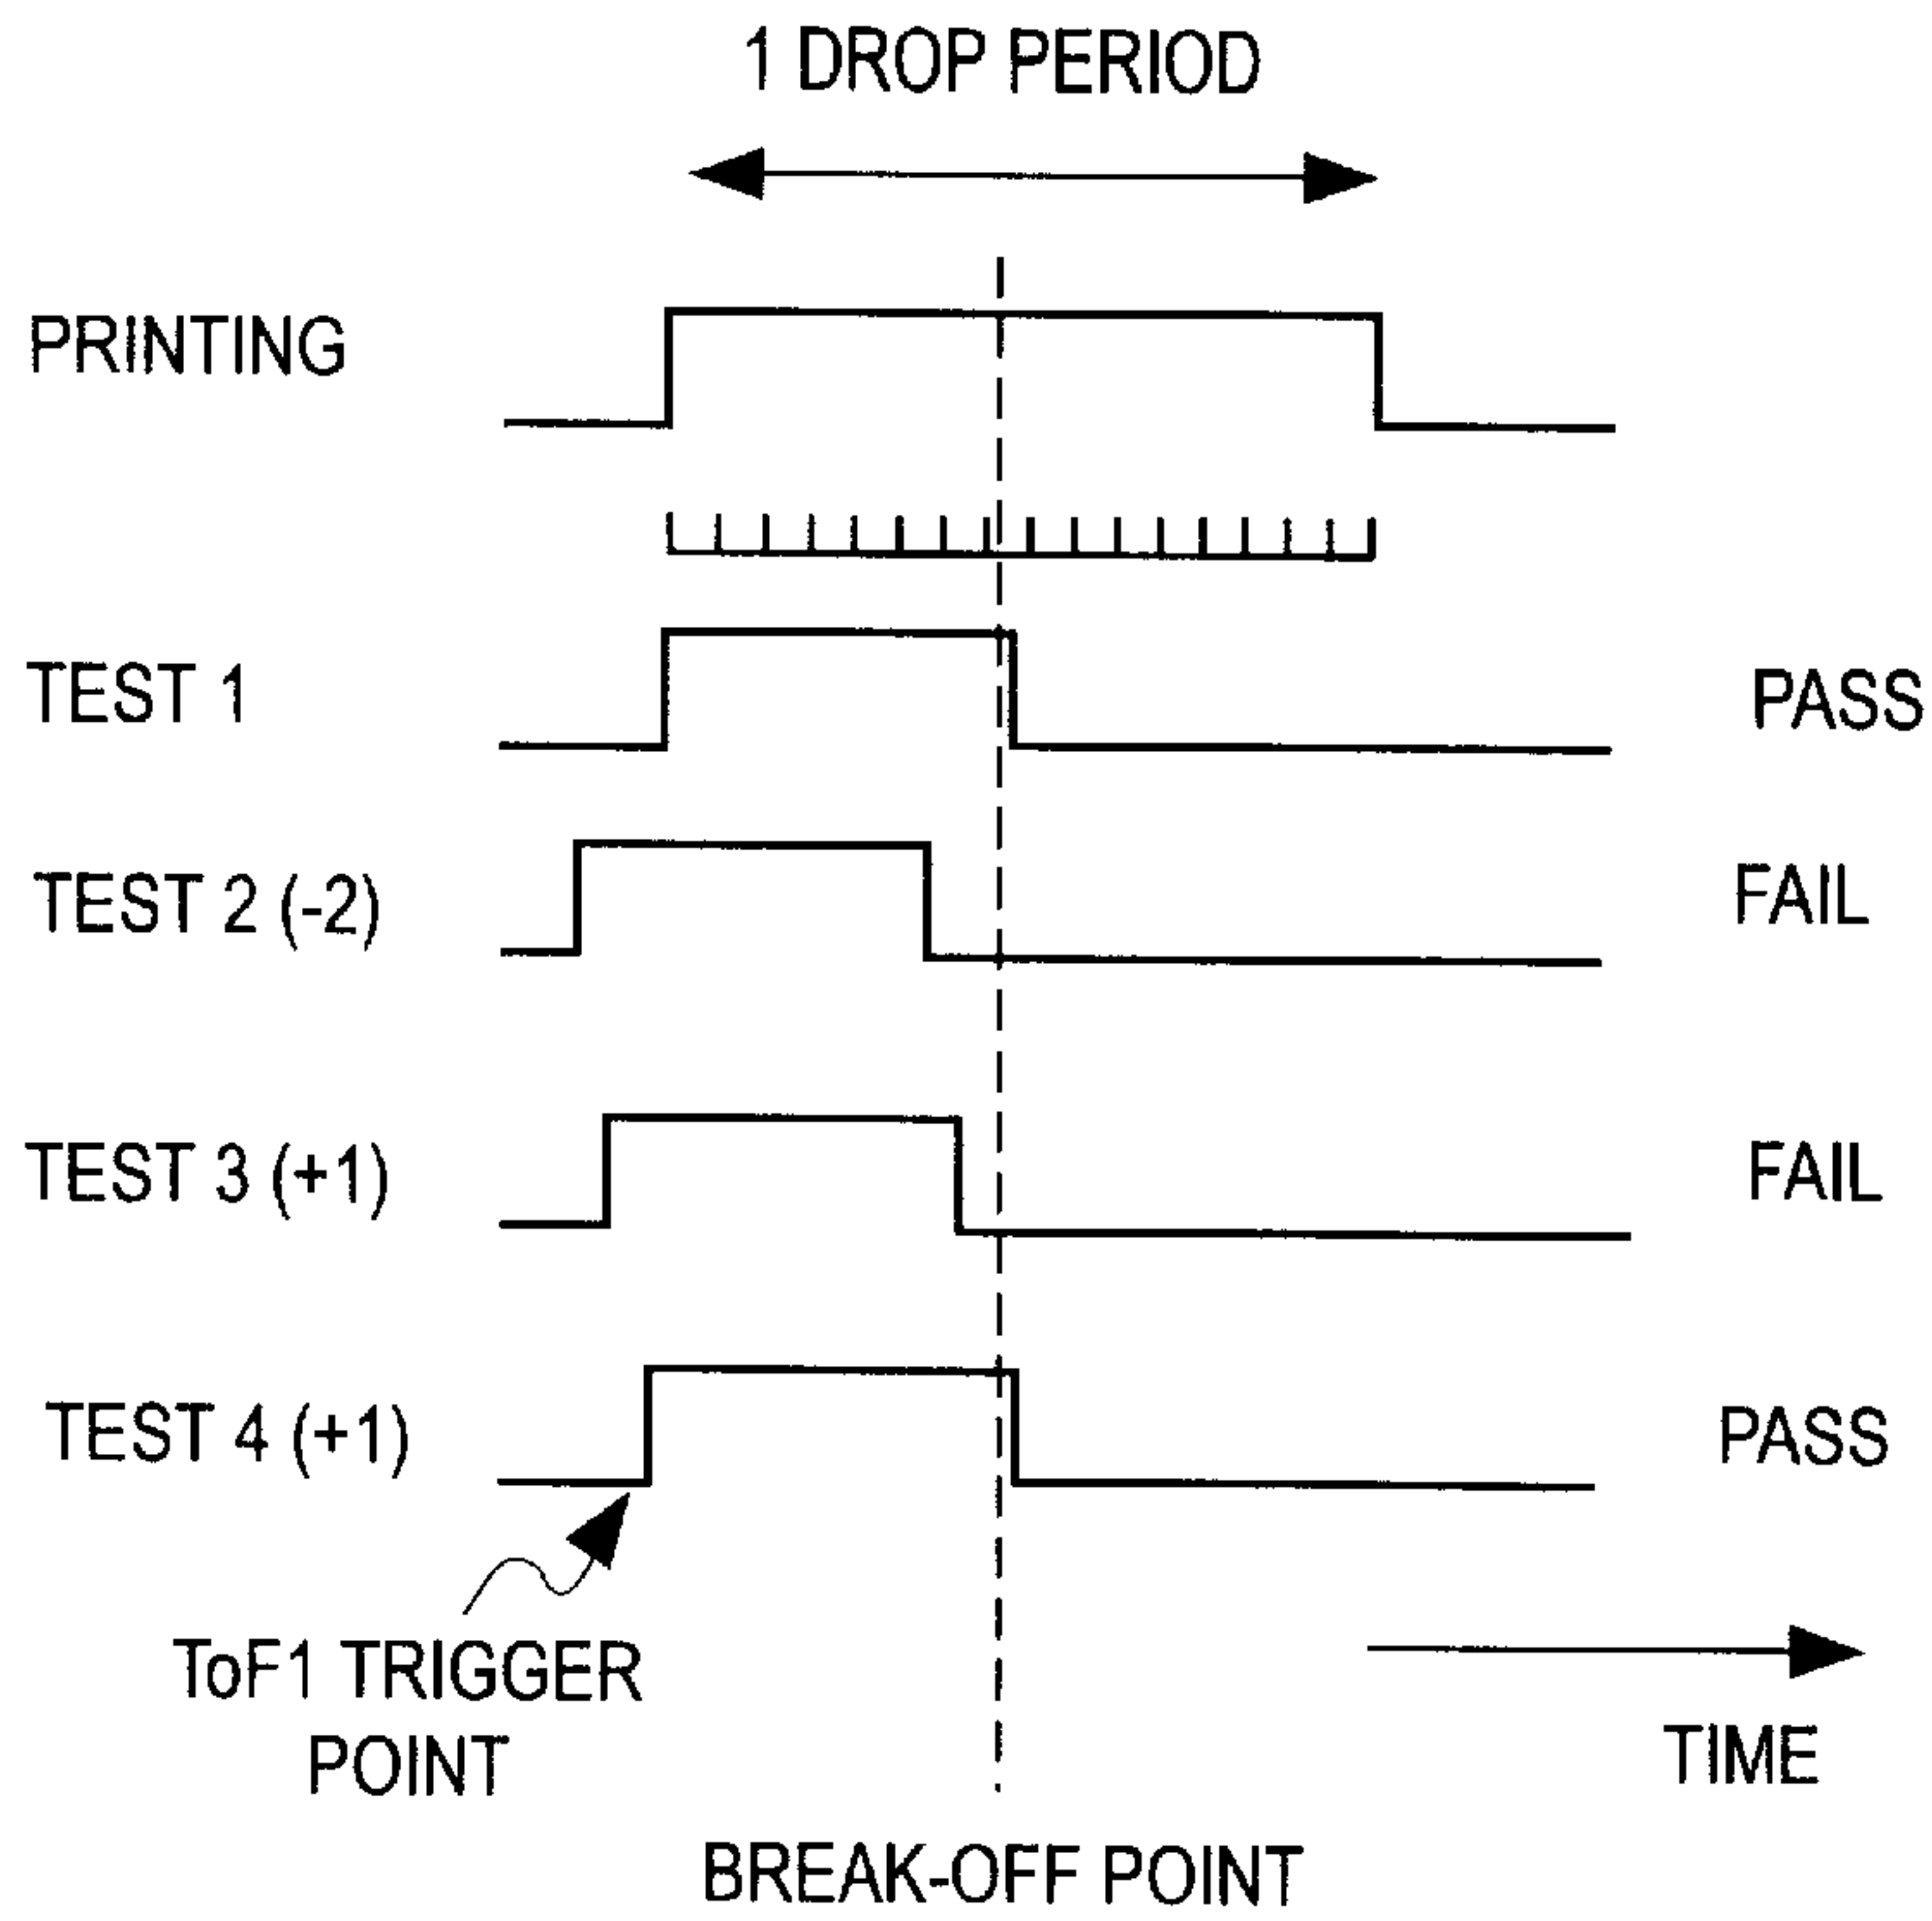 1 DROP PERIOD
PRINTING
TEST 1
PASS
TEST 2 (-2)
FAIL
TEST 3 (+1)
FAIL
TEST 4 (+1)
PASS
ToF1 TRIGGER
POINT
TIME
BREAK-OFF POINT